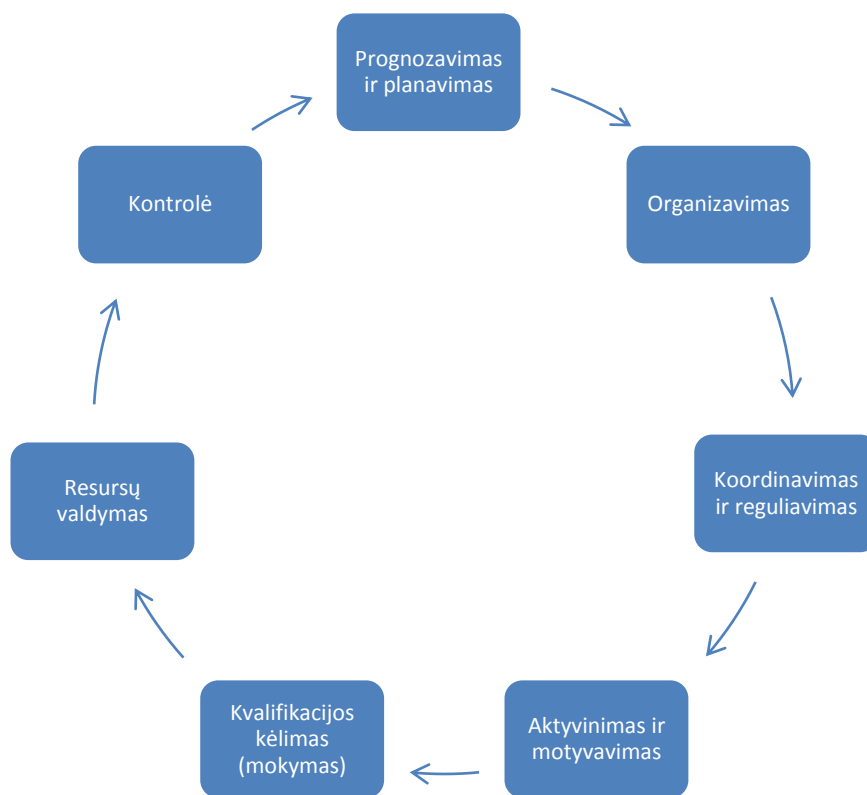 Prognozavimas
ir planavimas
Organizavimas
Koordinavimas
ir reguliavimas
Aktyvinimas ir
motyvavimas
Kvalifikacijos
kėlimas
(mokymas)
Resursų
valdymas
Kontrolė